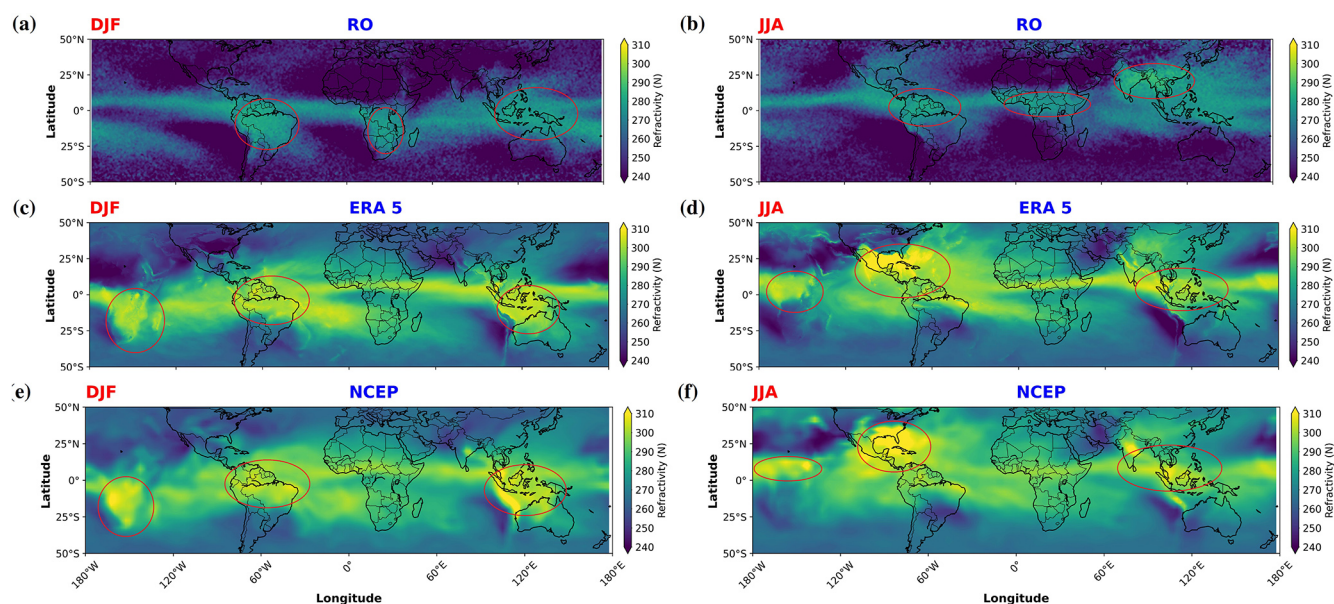 (a) DJF RO
50°N
25°N
0°
25°S
50°S
Latitude
310
300
290
280
270
260
250
240
Refractivity (N)
(b) JJA RO
50°N
25°N
0°
25°S
50°S
Latitude
310
300
290
280
270
260
250
240
Refractivity (N)
(c) DJF ERA 5
50°N
25°N
0°
25°S
50°S
Latitude
310
300
290
280
270
260
250
240
Refractivity (N)
(d) JJA ERA 5
50°N
25°N
0°
25°S
50°S
Latitude
310
300
290
280
270
260
250
240
Refractivity (N)
(e) DJF NCEP
50°N
25°N
0°
25°S
50°S
Latitude
310
300
290
280
270
260
250
240
Refractivity (N)
180°W 120°W 60°W 0° 60°E 120°E 180°W
Longitude
(f) JJA NCEP
50°N
25°N
0°
25°S
50°S
Latitude
310
300
290
280
270
260
250
240
Refractivity (N)
180°W 120°W 60°W 0° 60°E 120°E 180°W
Longitude